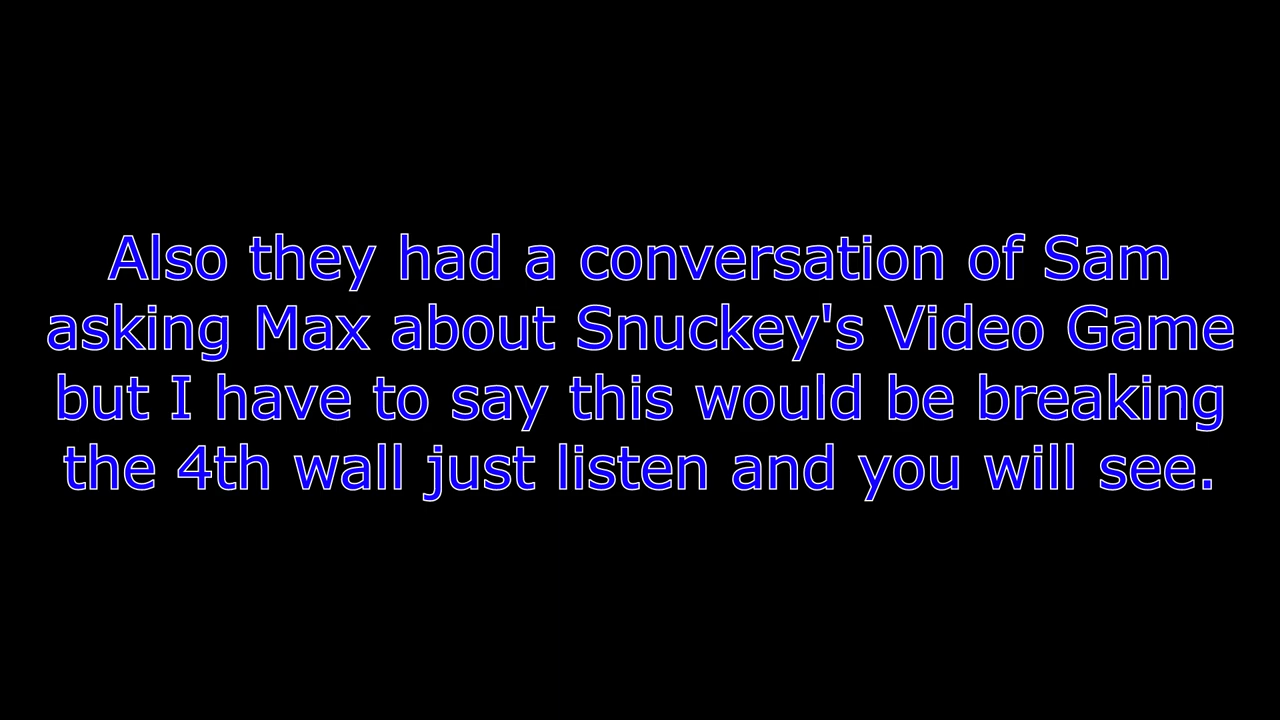 Also they had a conversation of Sam
asking Max about Snuckey's Video Game
but I have to say this would be breaking
the 4th wall just listen and you will see.